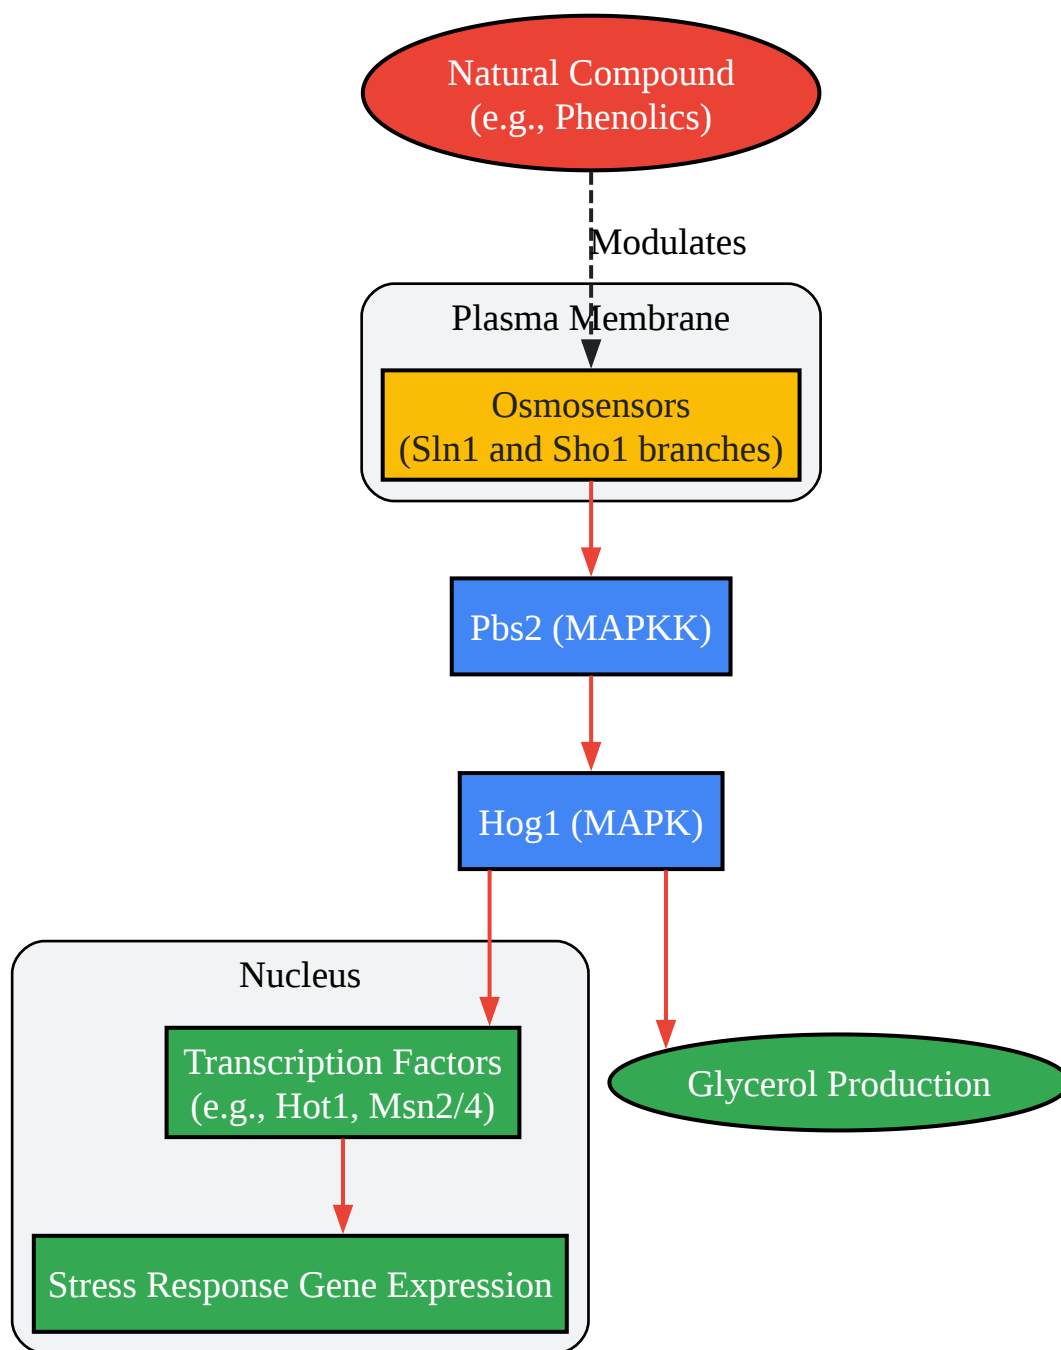 Natural Compound
(e.g., Phenolics)
Modulates
Plasma Membrane
Osmosensors
(Sln1 and Sho1 branches)
Pbs2 (MAPKK)
Hog1 (MAPK)
Nucleus
Transcription Factors
(e.g., Hot1, Msn2/4)
Glycerol Production
Stress Response Gene Expression